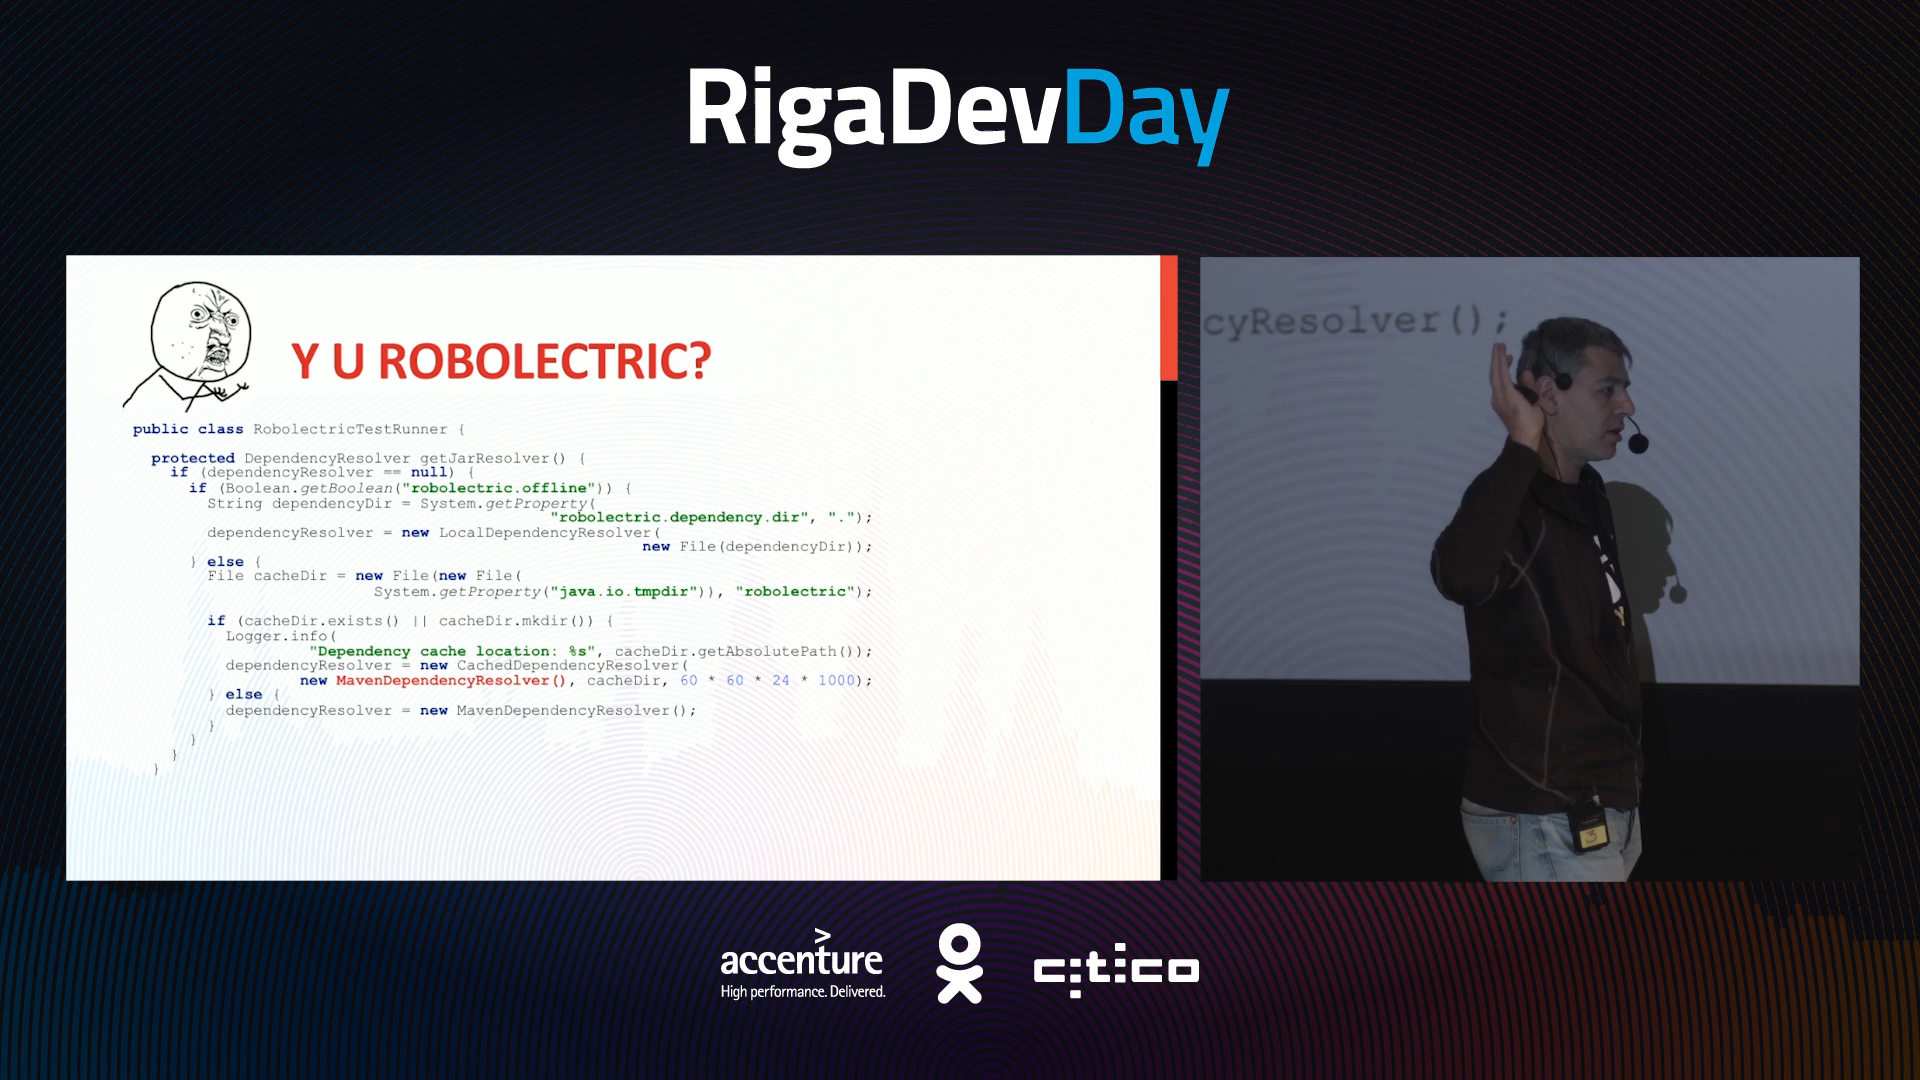 RigaDevDay
Y U ROBOLECTRIC?
public class RobolectricTestRunner {
protected DependencyResolver getJarResolver() {
if (dependencyResolver == null) {
if (Boolean.getBoolean("robolectric.offline")) {
String dependencyDir = System.getProperty(
"robolectric.dependency.dir", ".");
dependencyResolver = new LocalDependencyResolver(
new File(dependencyDir));
} else {
File cacheDir = new File(new File(
System.getProperty("java.io.tmpdir")), "robolectric");
if (cacheDir.exists() || cacheDir.mkdir()) {
Logger.info(
"Dependency cache location: %s", cacheDir.getAbsolutePath());
dependencyResolver = new CachedDependencyResolver(
new MavenDependencyResolver(), cacheDir, 60 * 60 * 24 * 1000);
} else {
dependencyResolver = new MavenDependencyResolver();
}
}
}
}
cyResolver();
accenture
High performance. Delivered.
citico